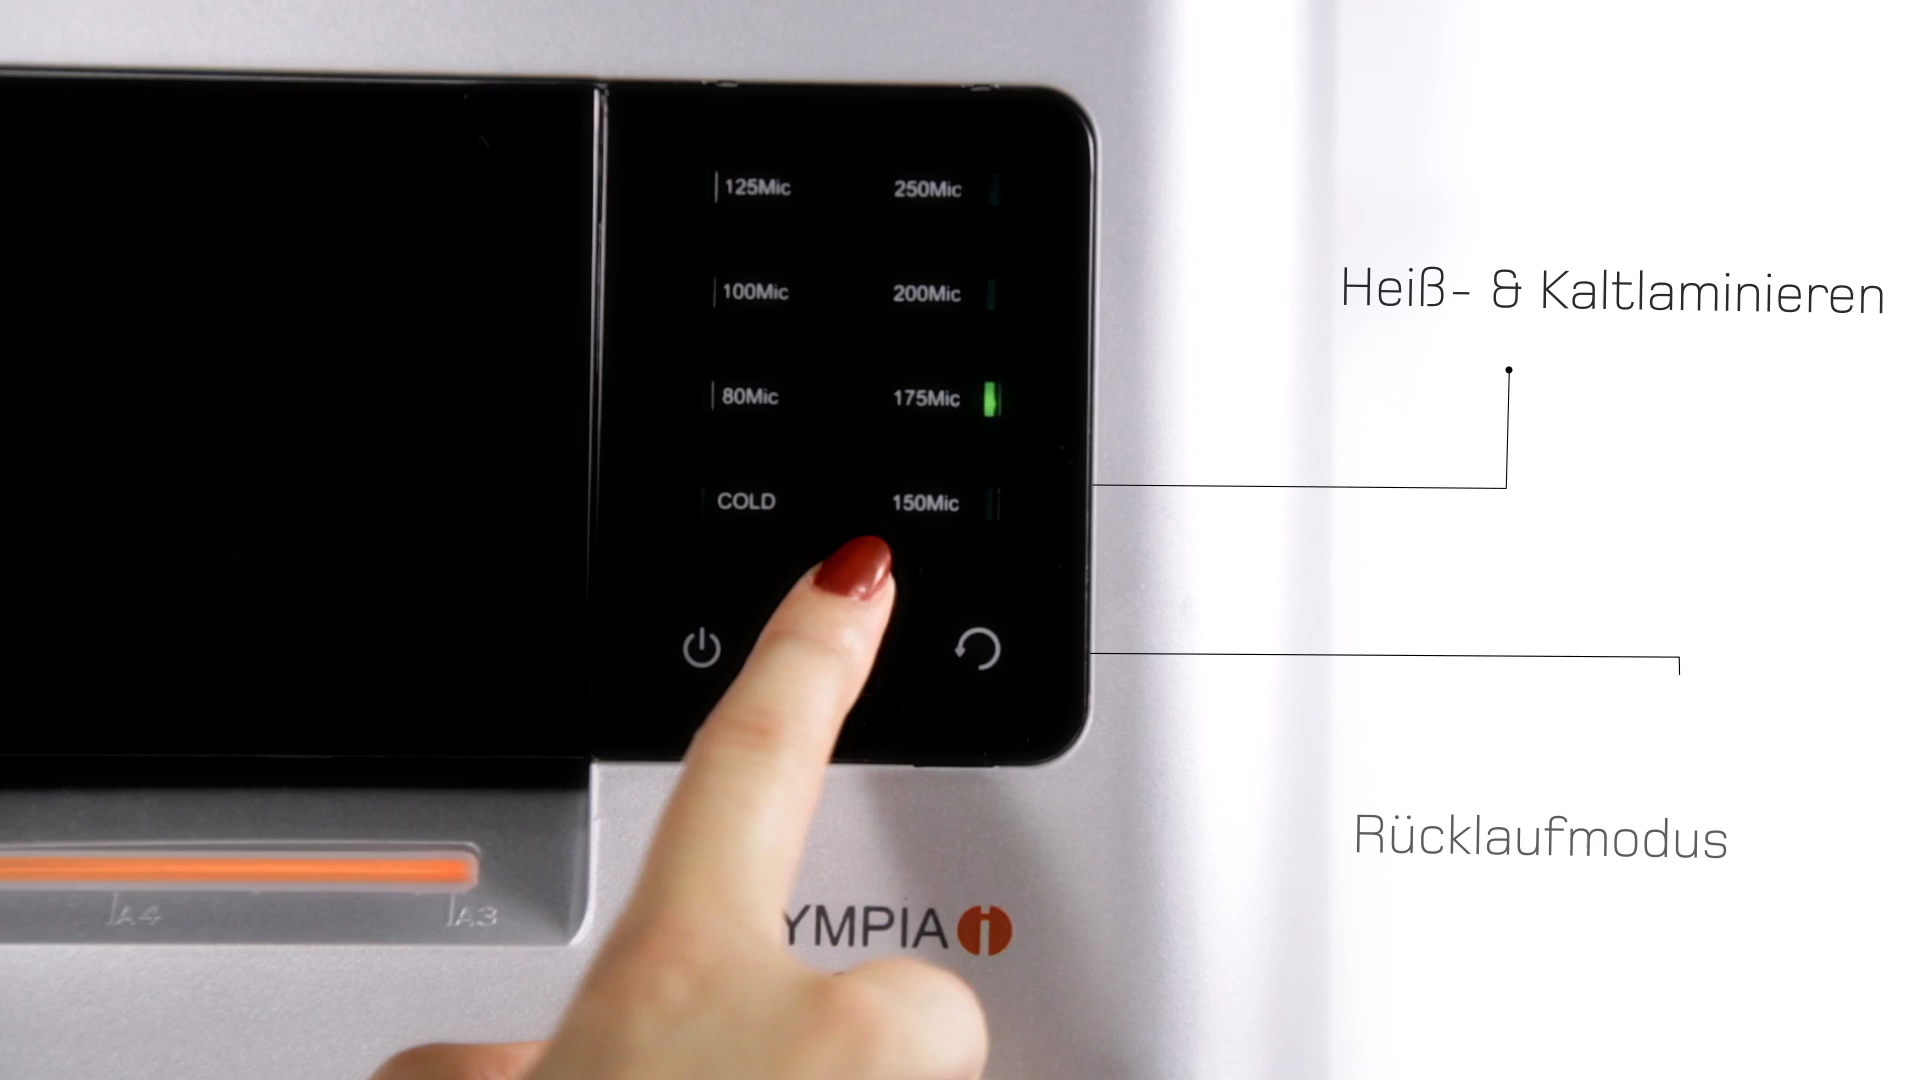 125Mic 250Mic
100Mic 200Mic
80Mic 175Mic
COLD 150Mic
Heiß- & Kaltlaminieren
Rücklaufmodus
A4 A3
YMPIA